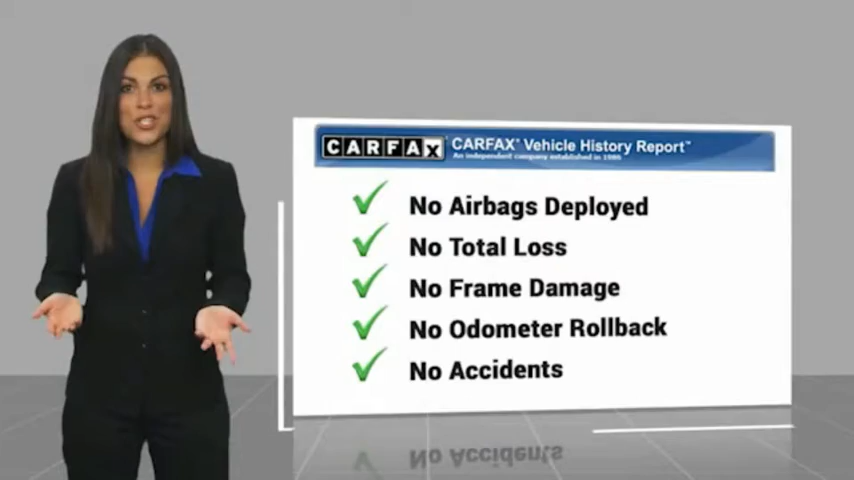 CARFAX CARFAX® Vehicle History Report™
An independent company established in 1986
No Airbags Deployed
No Total Loss
No Frame Damage
No Odometer Rollback
No Accidents
No Accidents